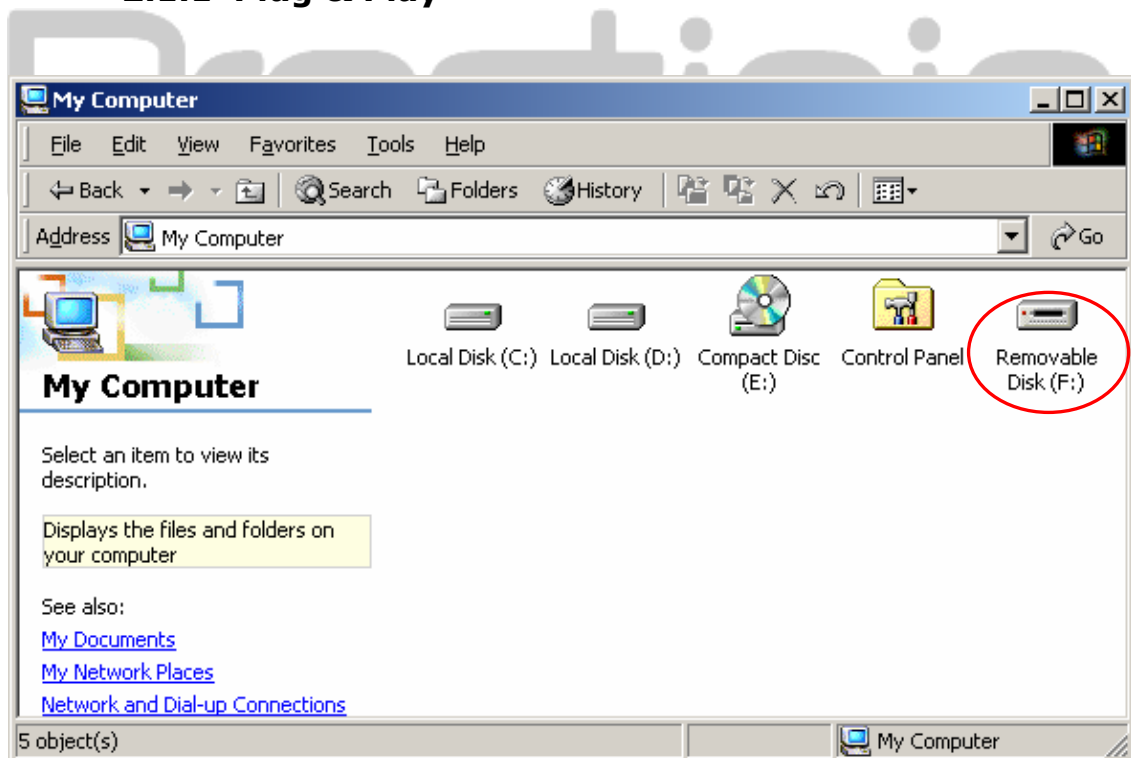 Plug & Play
My Computer
File Edit View Favorites Tools Help
Back Search Folders History
Address My Computer Go
Local Disk (C:) Local Disk (D:) Compact Disc (E:) Control Panel Removable Disk (F:)
My Computer
Select an item to view its
description.
Displays the files and folders on
your computer
See also:
My Documents
My Network Places
Network and Dial-up Connections
5 object(s) My Computer